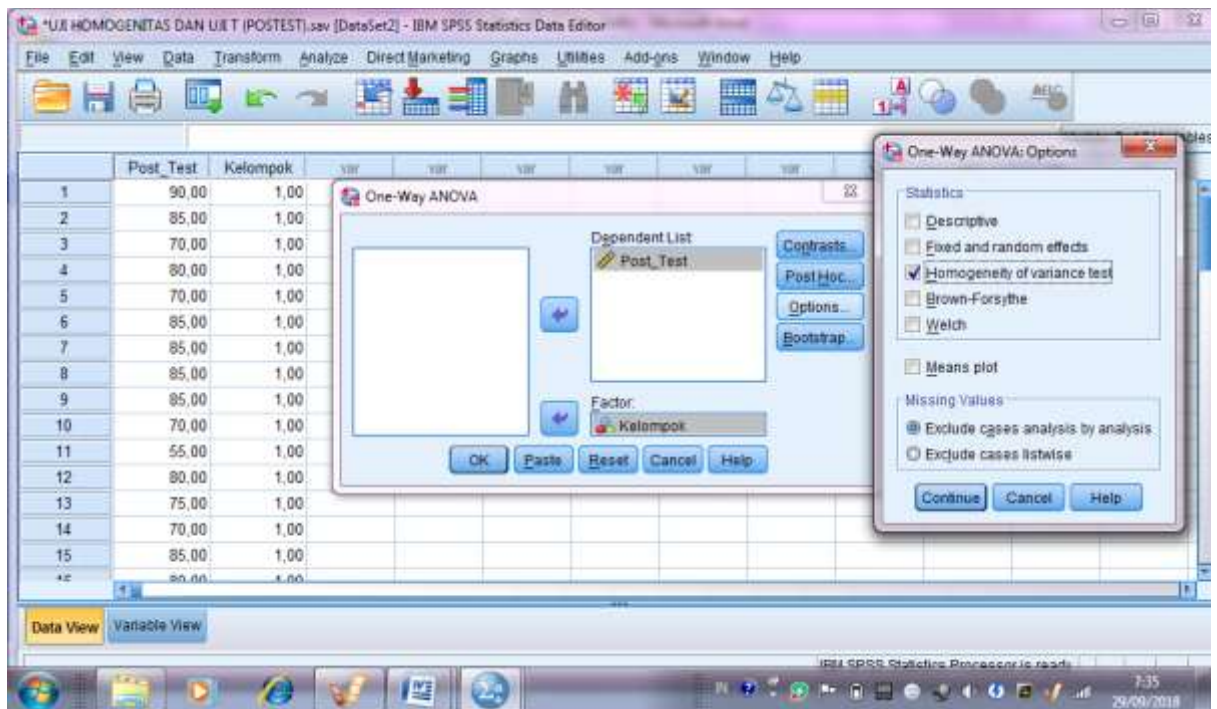 *UJI HOMOGENITAS DAN UJI T (POSTEST).sav [DataSet2] - IBM SPSS Statistics Data Editor
File Edit View Data Transform Analyze Direct Marketing Graphs Utilities Add-ons Window Help
Post_Test Kelompok var var var var var var
1 90,00 1,00
2 85,00 1,00
3 70,00 1,00
4 80,00 1,00
5 70,00 1,00
6 85,00 1,00
7 85,00 1,00
8 85,00 1,00
9 85,00 1,00
10 70,00 1,00
11 55,00 1,00
12 80,00 1,00
13 75,00 1,00
14 70,00 1,00
15 85,00 1,00
One-Way ANOVA
Dependent List:
Post_Test
Factor:
Kelompok
Contrasts...
Post Hoc...
Options...
Bootstrap...
OK Paste Reset Cancel Help
One-Way ANOVA: Options
Statistics
Descriptive
Fixed and random effects
Homogeneity of variance test
Brown-Forsythe
Welch
Means plot
Missing Values
Exclude cases analysis by analysis
Exclude cases listwise
Continue Cancel Help
Data View Variable View
IBM SPSS Statistics Processor is ready
IN
7:35
29/09/2018